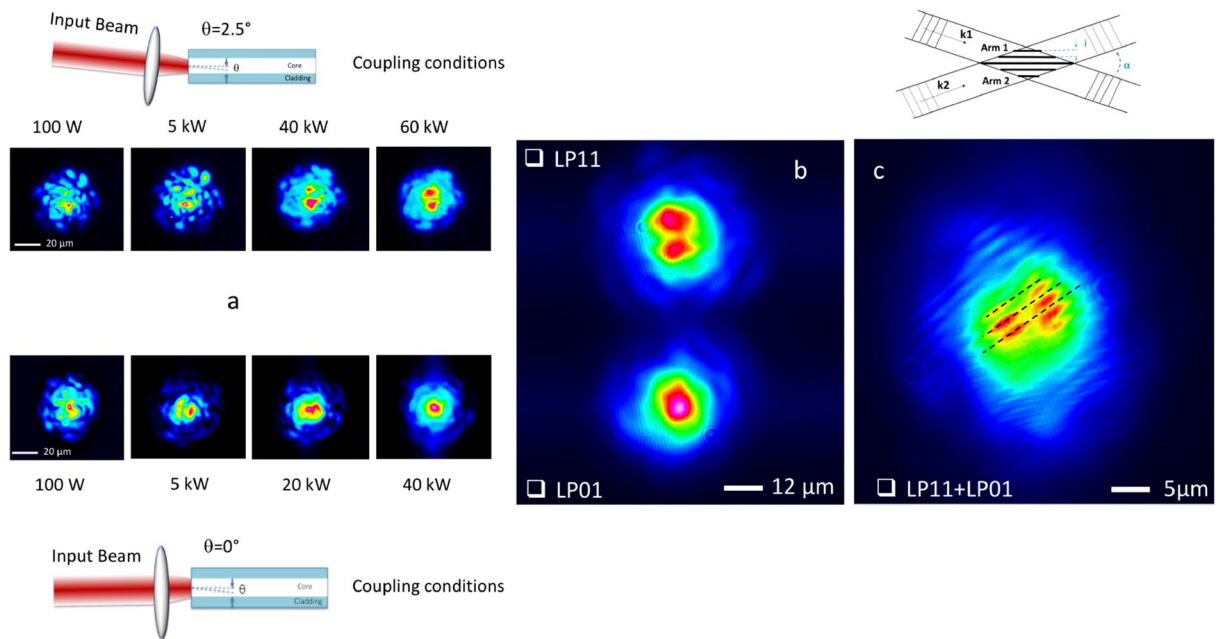 Input Beam
θ=2.5°
θ
Core
Cladding
Coupling conditions
100 W
5 kW
40 kW
60 kW
20 µm
a
20 µm
100 W
5 kW
20 kW
40 kW
Input Beam
θ=0°
θ
Core
Cladding
Coupling conditions
LP11
b
LP01
12 µm
k1
Arm 1
i
α
Arm 2
k2
c
LP11+LP01
5µm